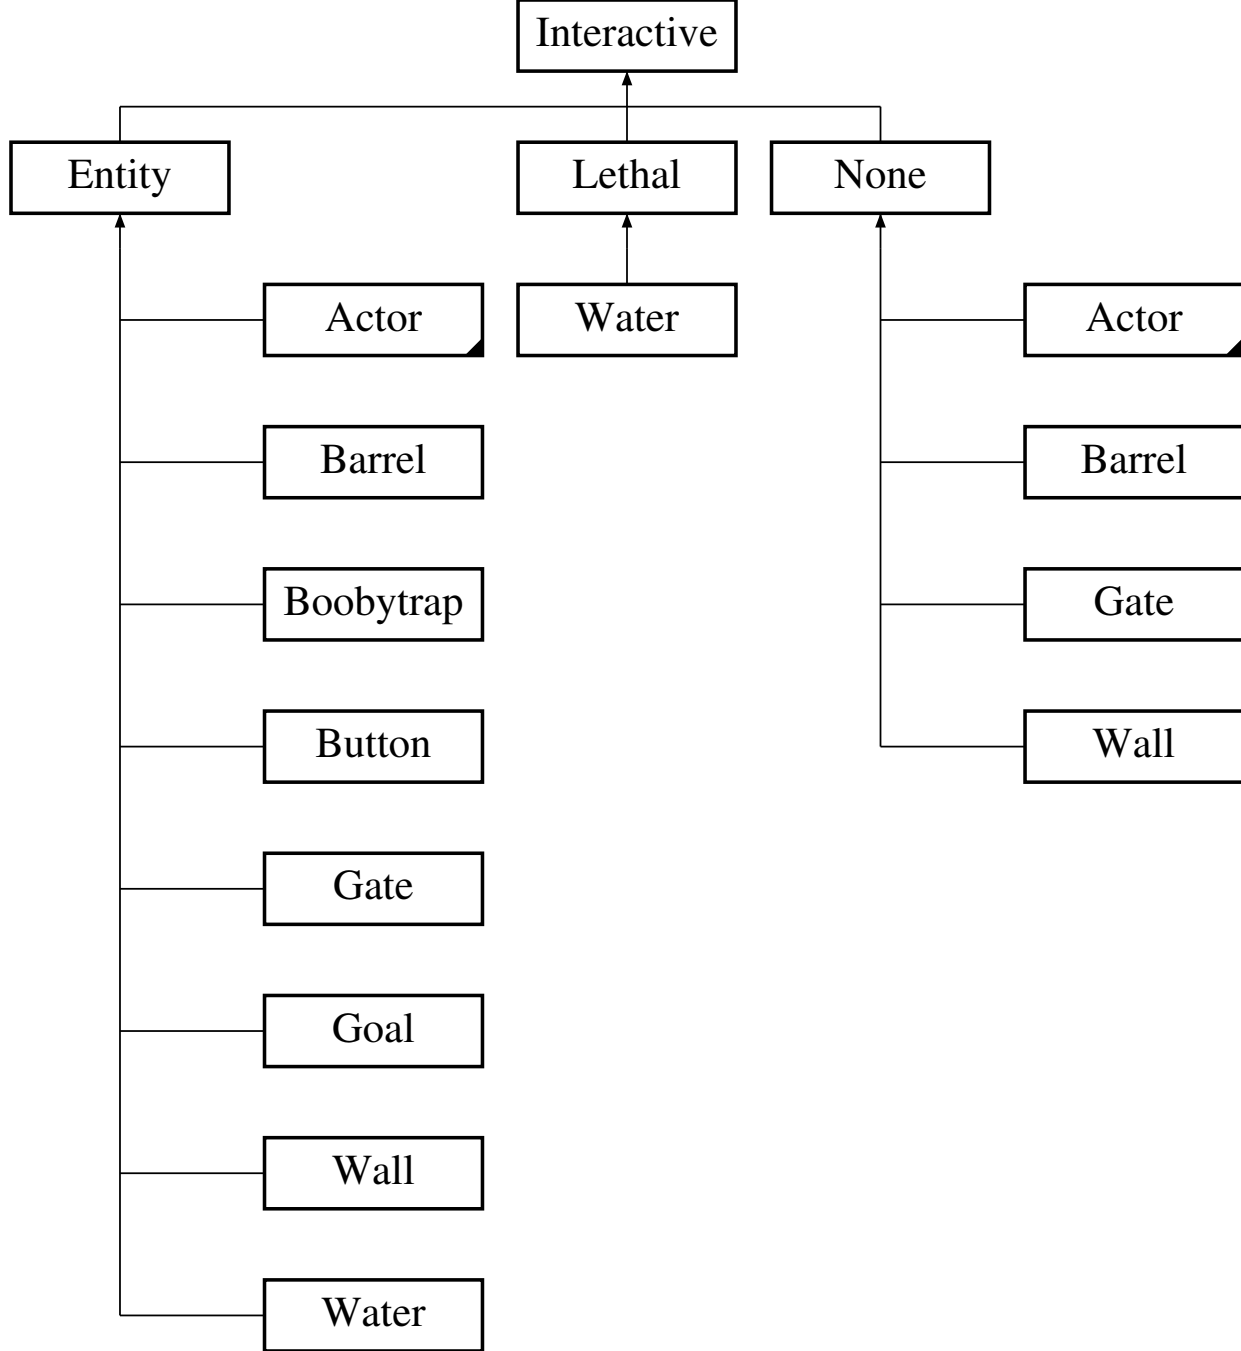 Interactive
Entity
Lethal
None
Actor
Water
Actor
Barrel
Barrel
Boobytrap
Gate
Button
Wall
Gate
Goal
Wall
Water